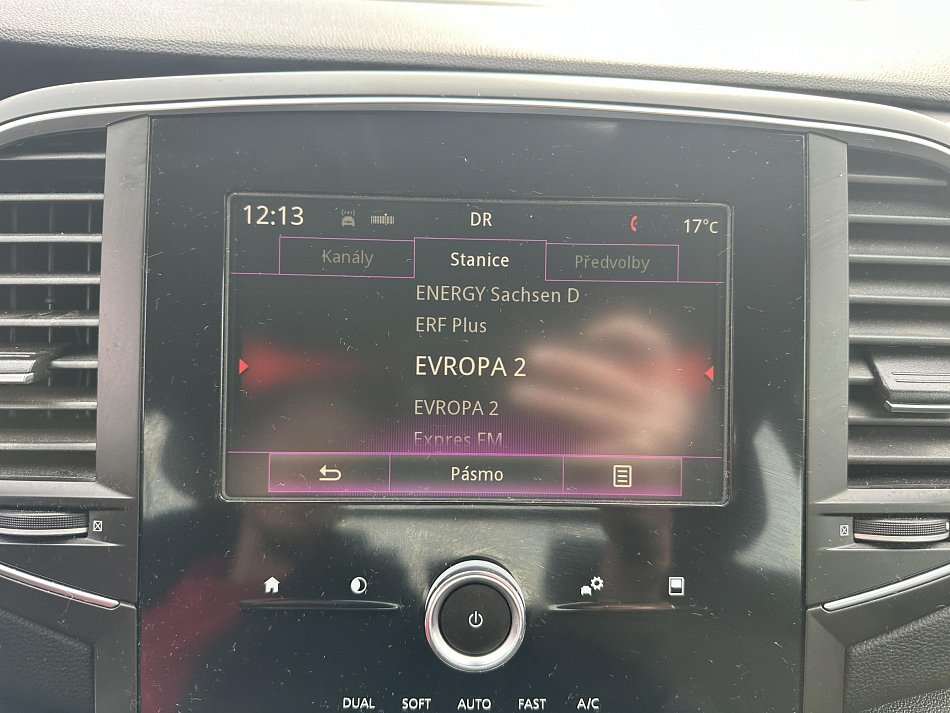 12:13 DR 17°C
Kanály Stanice Předvolby
ENERGY Sachsen D
ERF Plus
EVROPA 2
EVROPA 2
Expres FM
Pásmo
DUAL SOFT AUTO FAST A/C